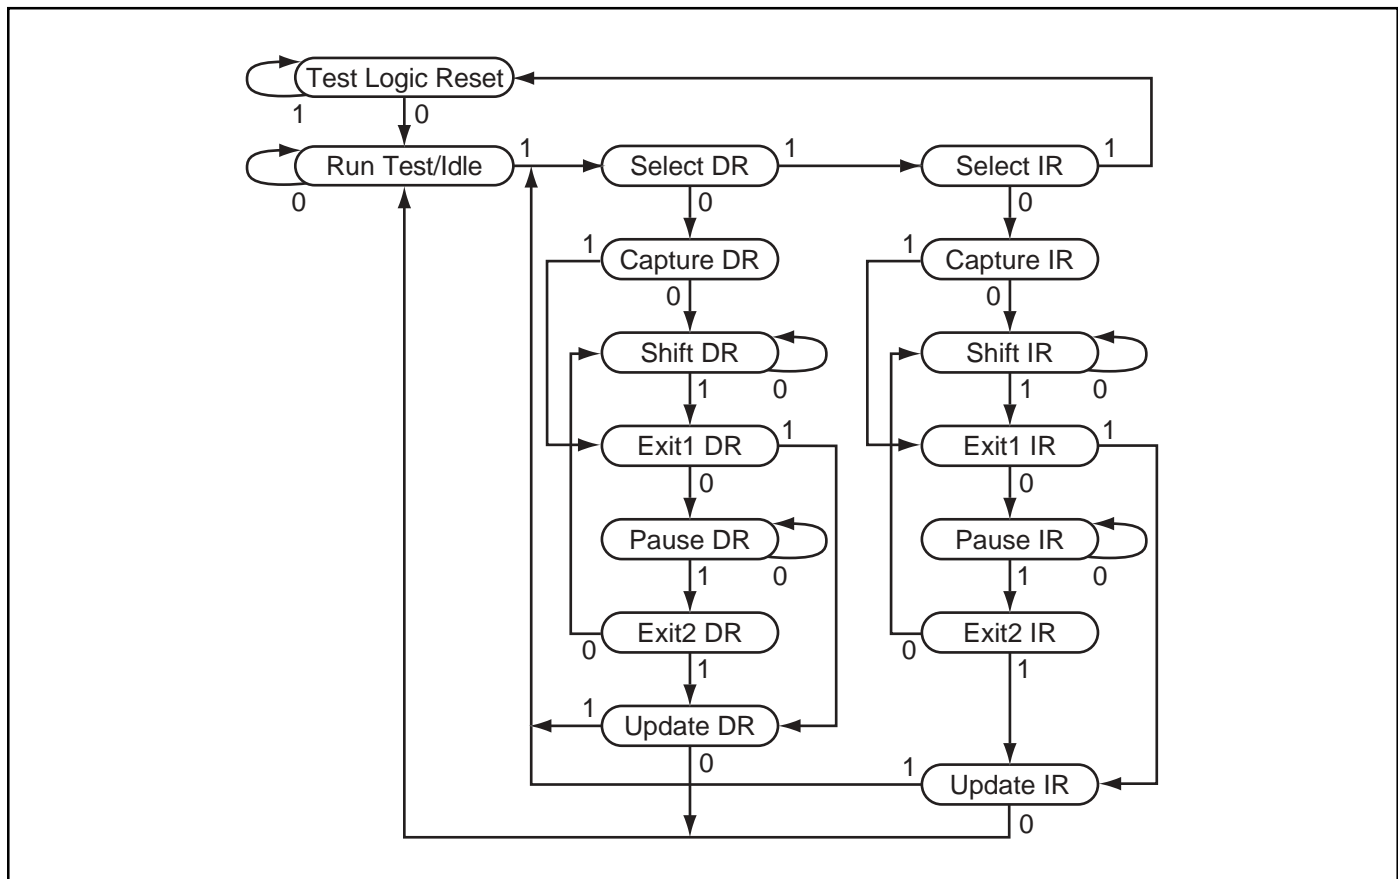 Test Logic Reset
1
0
Run Test/Idle
1
0
Select DR
1
0
Select IR
1
0
1
Capture DR
0
1
Capture IR
0
Shift DR
1
0
Shift IR
1
0
Exit1 DR
1
0
Exit1 IR
1
0
Pause DR
1
0
Pause IR
1
0
Exit2 DR
0
1
Exit2 IR
0
1
1
Update DR
0
1
Update IR
0